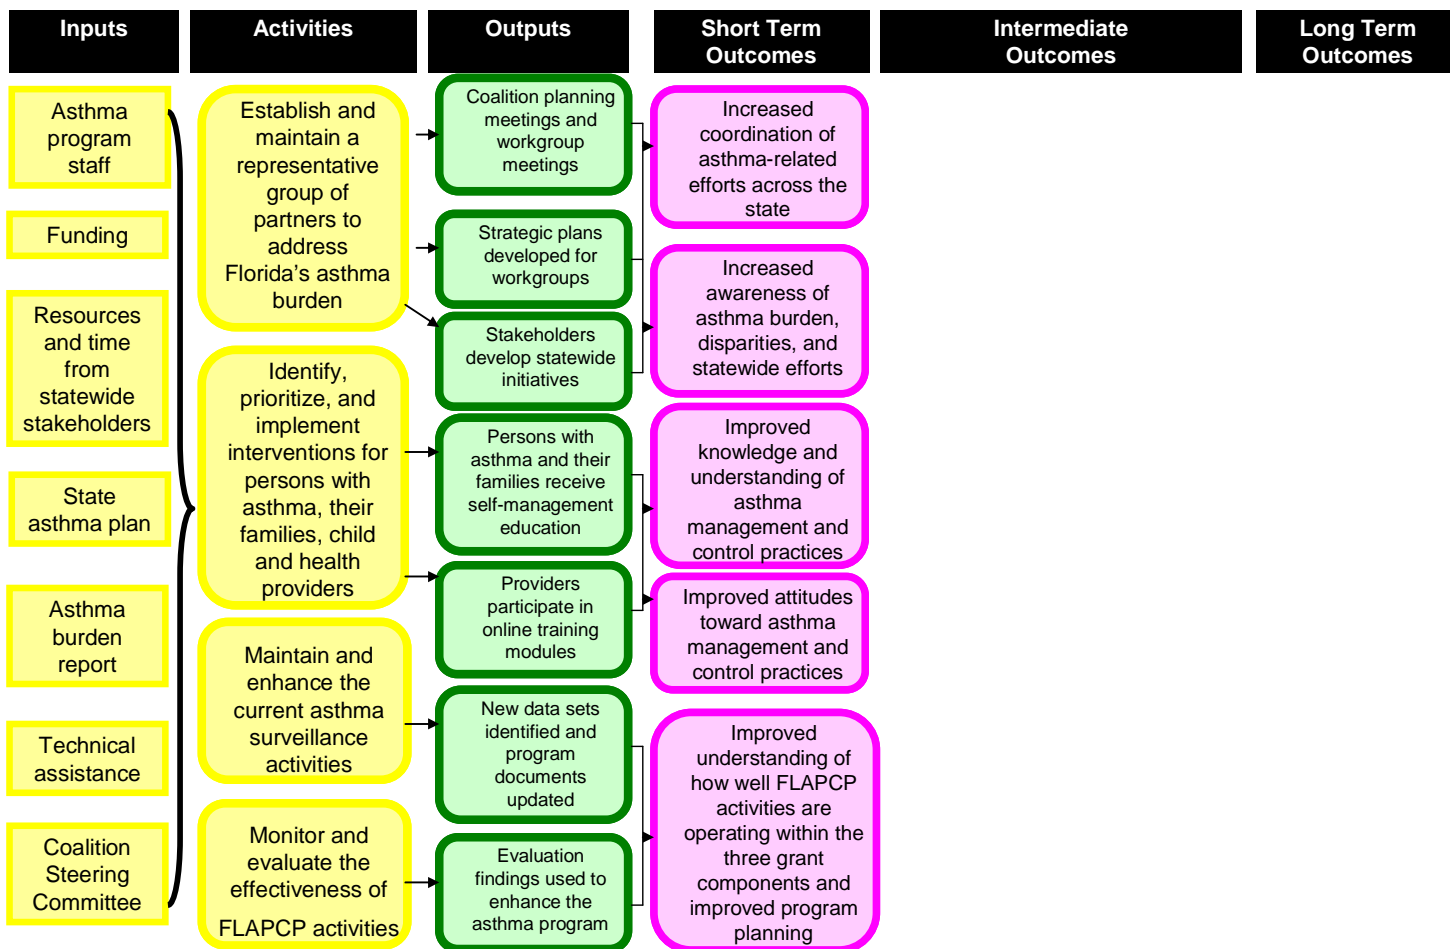 Inputs
Activities
Outputs
Short Term
Outcomes
Intermediate
Outcomes
Long Term
Outcomes
Asthma
program
staff
Funding
Resources
and time
from
statewide
stakeholders
State
asthma plan
Asthma
burden
report
Technical
assistance
Coalition
Steering
Committee
Establish and
maintain a
representative
group of
partners to
address
Florida’s asthma
burden
Identify,
prioritize, and
implement
interventions for
persons with
asthma, their
families, child
and health
providers
Maintain and
enhance the
current asthma
surveillance
activities
Monitor and
evaluate the
effectiveness of
FLAPCP activities
Coalition planning
meetings and
workgroup
meetings
Strategic plans
developed for
workgroups
Stakeholders
develop statewide
initiatives
Persons with
asthma and their
families receive
self-management
education
Providers
participate in
online training
modules
New data sets
identified and
program
documents
updated
Evaluation
findings used to
enhance the
asthma program
Increased
coordination of
asthma-related
efforts across the
state
Increased
awareness of
asthma burden,
disparities, and
statewide efforts
Improved
knowledge and
understanding of
asthma
management and
control practices
Improved attitudes
toward asthma
management and
control practices
Improved
understanding of
how well FLAPCP
activities are
operating within the
three grant
components and
improved program
planning